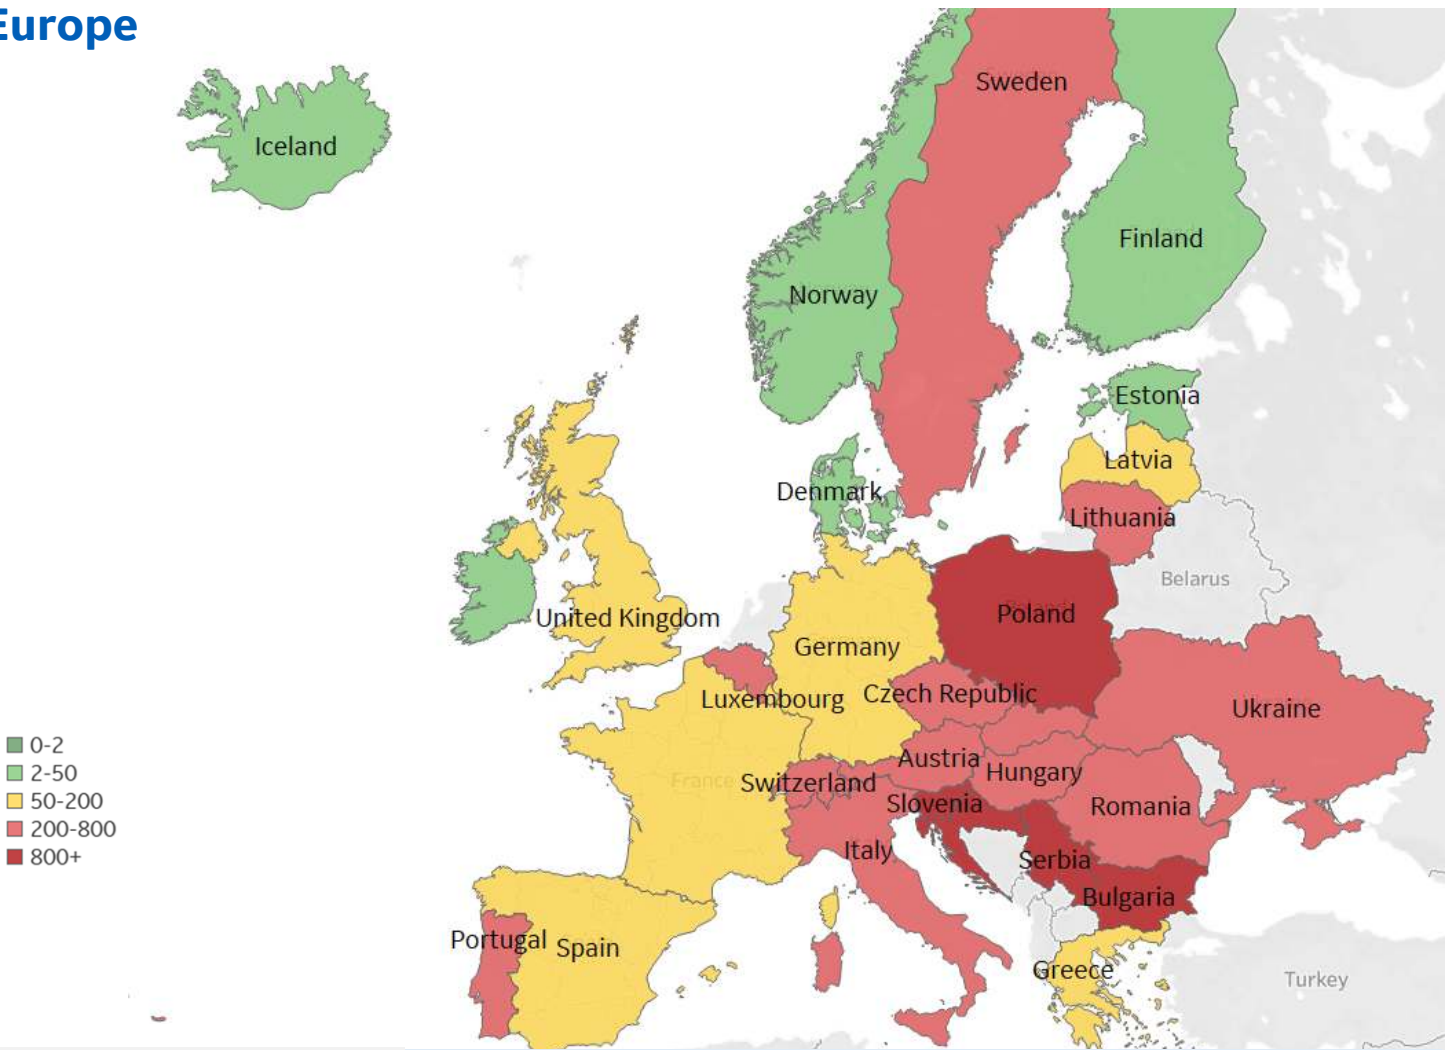 Europe
Iceland
Sweden
Finland
Norway
Estonia
Latvia
Denmark
Lithuania
Belarus
United Kingdom
Poland
Germany
Luxembourg
Czech Republic
Ukraine
France
Switzerland
Austria
Hungary
Slovenia
Romania
Italy
Serbia
Bulgaria
Portugal
Spain
Greece
Turkey
0-2
2-50
50-200
200-800
800+